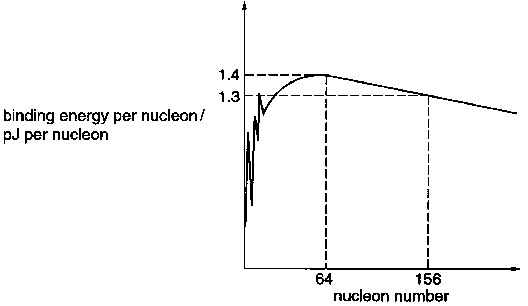 1.4
1.3
binding energy per nucleon /
pJ per nucleon
64
156
nucleon number